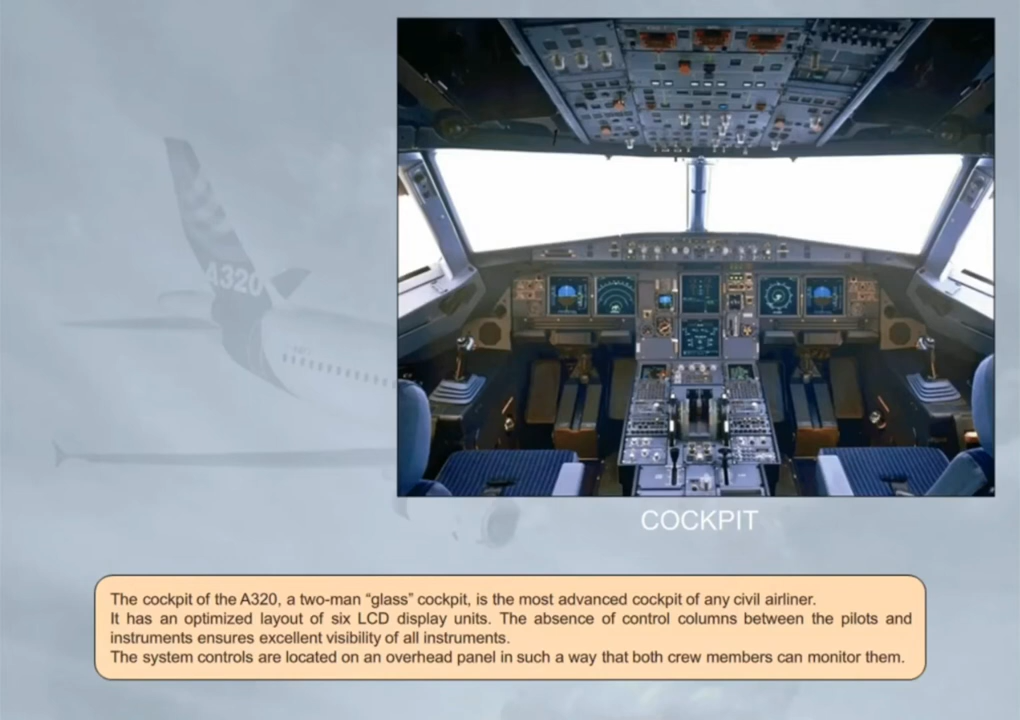 A320
COCKPIT
The cockpit of the A320, a two-man “glass” cockpit, is the most advanced cockpit of any civil airliner.
It has an optimized layout of six LCD display units. The absence of control columns between the pilots and
instruments ensures excellent visibility of all instruments.
The system controls are located on an overhead panel in such a way that both crew members can monitor them.